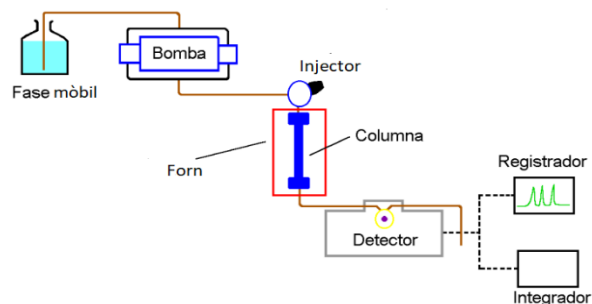 Fase mòbil
Bomba
Injector
Columna
Forn
Detector
Registrador
Integrador